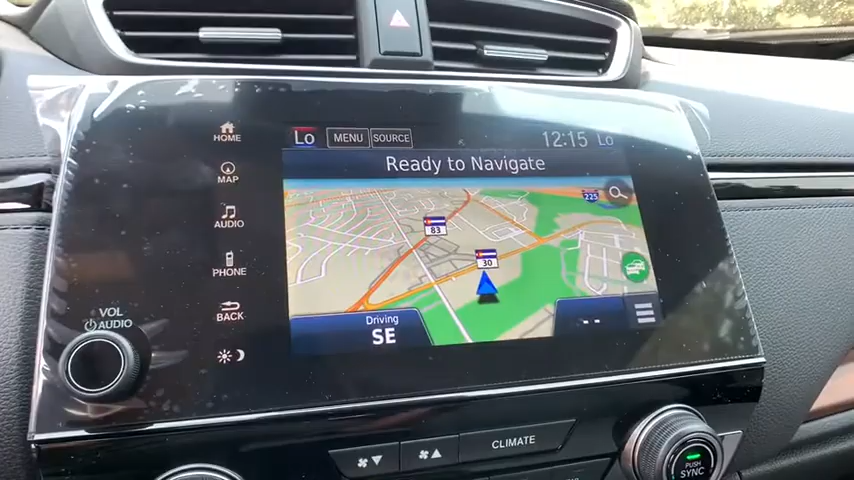 HOME
Lo
MENU
SOURCE
12:15
Lo
Ready to Navigate
MAP
225
AUDIO
83
30
PHONE
BACK
Driving
SE
--
VOL
AUDIO
CLIMATE
PUSH
SYNC